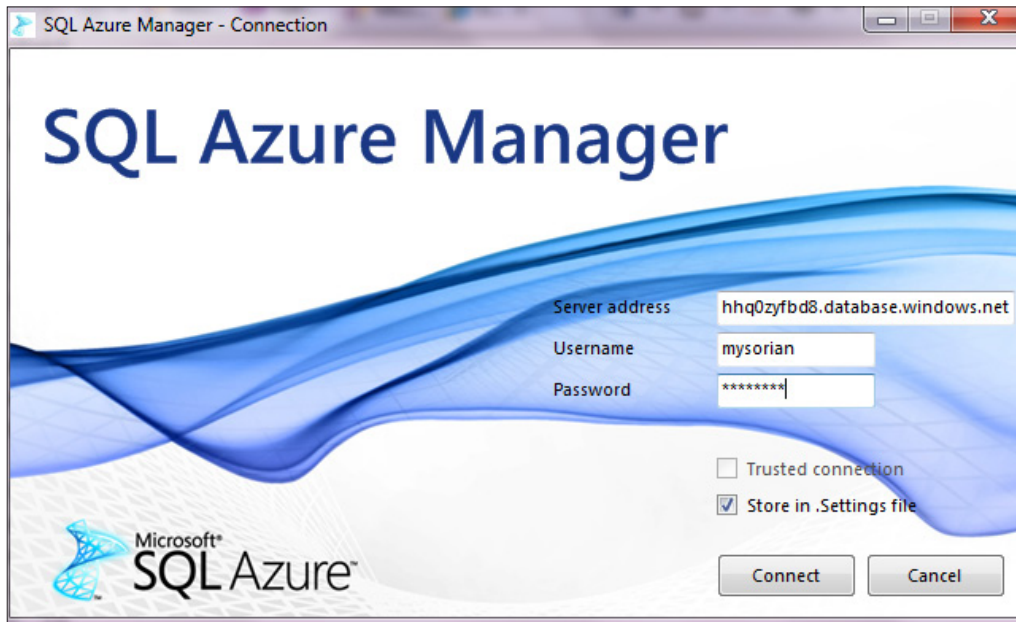 SQL Azure Manager - Connection
SQL Azure Manager
Server address hhq0zyfbd8.database.windows.net
Username mysorian
Password ********
Trusted connection
Store in .Settings file
Microsoft®
SQL Azure™
Connect Cancel